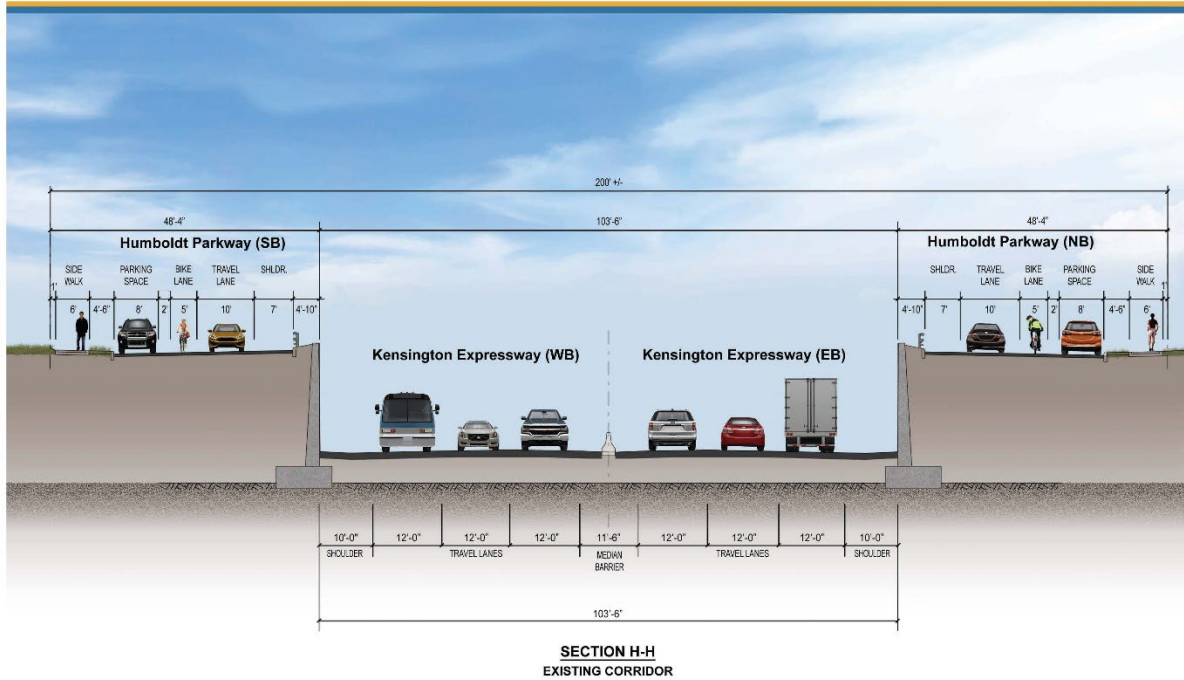 200' +/-
48'-4"
103'-6"
48'-4"
Humboldt Parkway (SB)
Humboldt Parkway (NB)
SIDE
WALK
PARKING
SPACE
BIKE
LANE
TRAVEL
LANE
SHLDR.
SHLDR.
TRAVEL
LANE
BIKE
LANE
PARKING
SPACE
SIDE
WALK
1' 6' 4'-6" 8' 2' 5' 10' 7' 4'-10"
4'-10" 7' 10' 5' 2' 8' 4'-6" 6' 1'
Kensington Expressway (WB)
Kensington Expressway (EB)
10'-0" 12'-0" 12'-0" 12'-0" 11'-6" 12'-0" 12'-0" 12'-0" 10'-0"
SHOULDER TRAVEL LANES MEDIAN TRAVEL LANES SHOULDER
BARRIER
103'-6"
SECTION H-H
EXISTING CORRIDOR